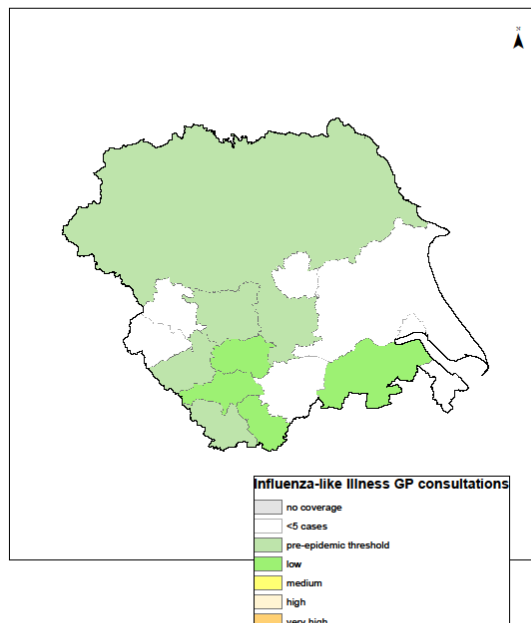 N
Influenza-like Illness GP consultations
no coverage
<5 cases
pre-epidemic threshold
low
medium
high
very high